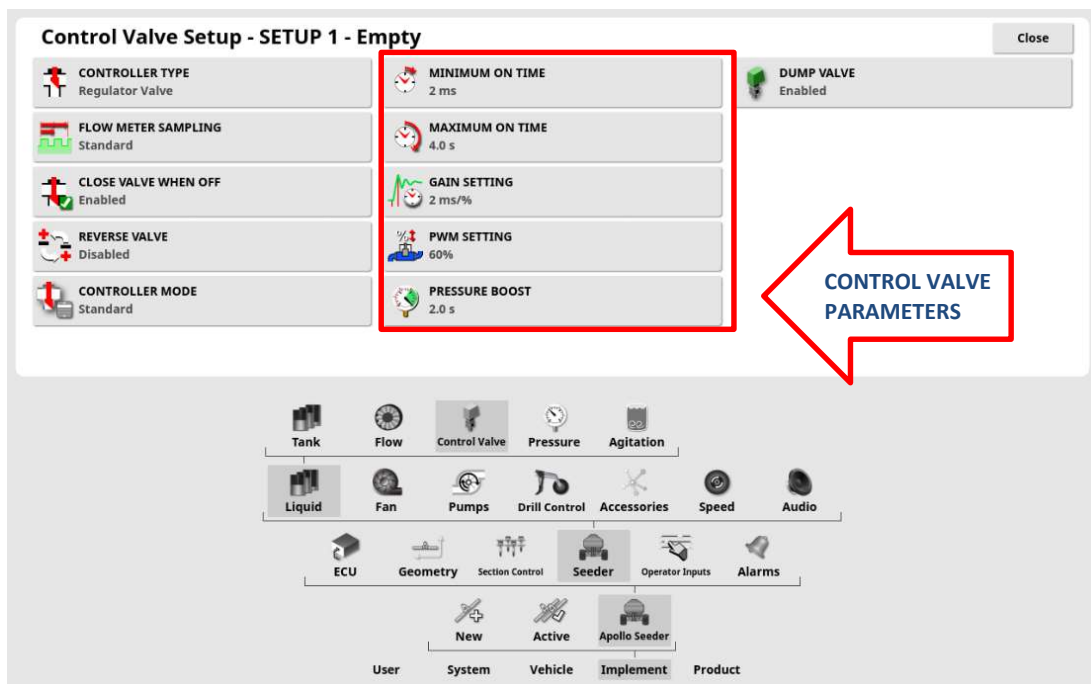 Control Valve Setup - SETUP 1 - Empty
Close
CONTROLLER TYPE
Regulator Valve
FLOW METER SAMPLING
Standard
CLOSE VALVE WHEN OFF
Enabled
REVERSE VALVE
Disabled
CONTROLLER MODE
Standard
MINIMUM ON TIME
2 ms
MAXIMUM ON TIME
4.0 s
GAIN SETTING
2 ms/%
PWM SETTING
60%
PRESSURE BOOST
2.0 s
DUMP VALVE
Enabled
CONTROL VALVE
PARAMETERS
Tank Flow Control Valve Pressure Agitation
Liquid Fan Pumps Drill Control Accessories Speed Audio
ECU Geometry Section Control Seeder Operator Inputs Alarms
New Active Apollo Seeder
User System Vehicle Implement Product